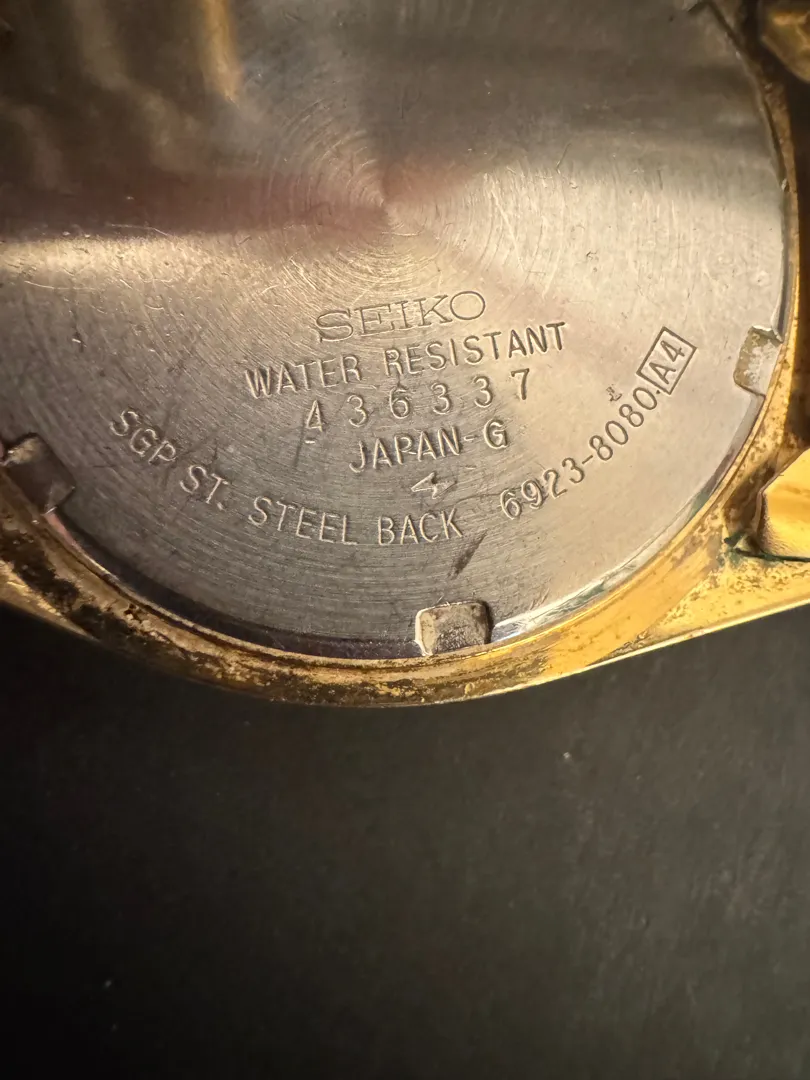 SEIKO
WATER RESISTANT
436337
JAPAN-G
SGP ST. STEEL BACK 6923-8080 A4